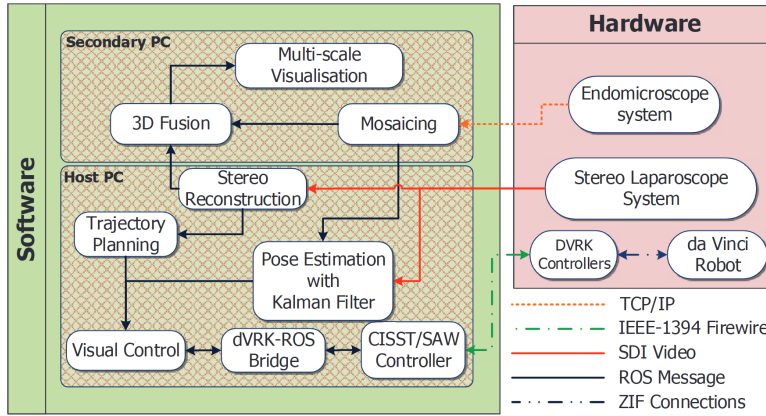 Software
Secondary PC
Multi-scale
Visualisation
3D Fusion
Mosaicing
Host PC
Stereo
Reconstruction
Trajectory
Planning
Pose Estimation
with
Kalman Filter
Visual Control
dVRK-ROS
Bridge
CISST/SAW
Controller
Hardware
Endomicroscope
system
Stereo Laparoscope
System
DVRK
Controllers
da Vinci
Robot
TCP/IP
IEEE-1394 Firewire
SDI Video
ROS Message
ZIF Connections